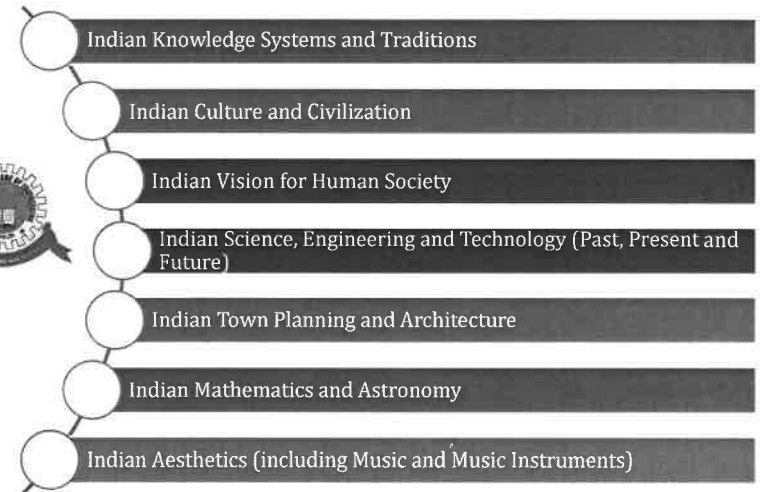 Indian Knowledge Systems and Traditions
Indian Culture and Civilization
Indian Vision for Human Society
Indian Science, Engineering and Technology (Past, Present and
Future)
Indian Town Planning and Architecture
Indian Mathematics and Astronomy
Indian Aesthetics (including Music and Music Instruments)